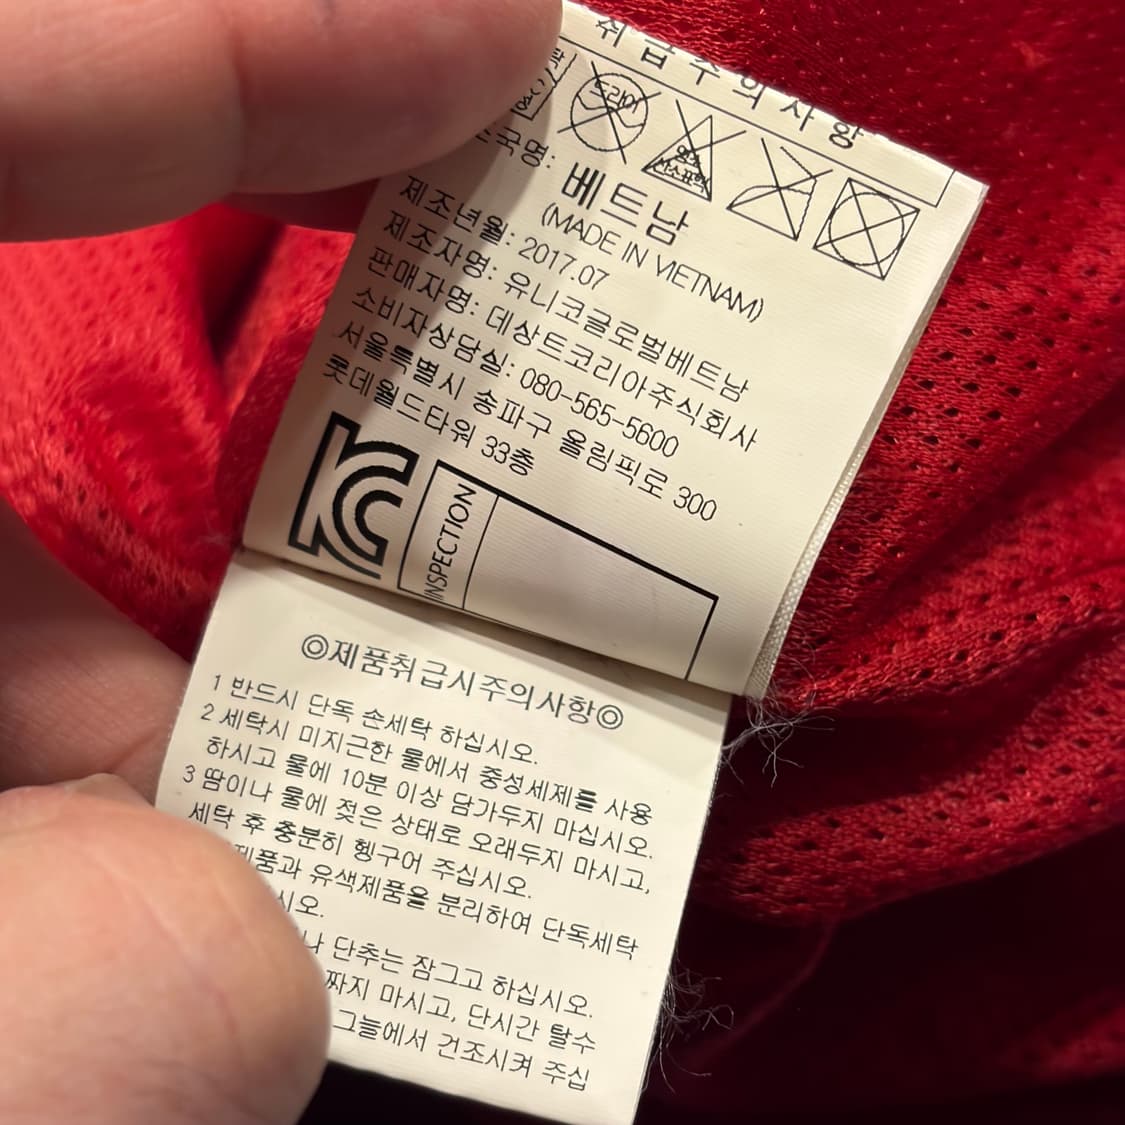 취급주의사항
드라이
염소
산소표백
베트남
(MADE IN VIETNAM)
제조년월: 2017.07
제조자명: 유니코글로벌베트남
판매자명: 데상트코리아주식회사
소비자상담실: 080-565-5600
서울특별시 송파구 올림픽로 300
롯데월드타워 33층
KC
INSPECTION
◎제품취급시주의사항◎
1 반드시 단독 손세탁 하십시오.
2 세탁시 미지근한 물에서 중성세제를 사용
하시고 물에 10분 이상 담가두지 마십시오.
3 땀이나 물에 젖은 상태로 오래두지 마시고,
세탁 후 충분히 헹구어 주십시오.
제품과 유색제품을 분리하여 단독세탁
시오.
나 단추는 잠그고 하십시오.
짜지 마시고, 단시간 탈수
그늘에서 건조시켜 주십